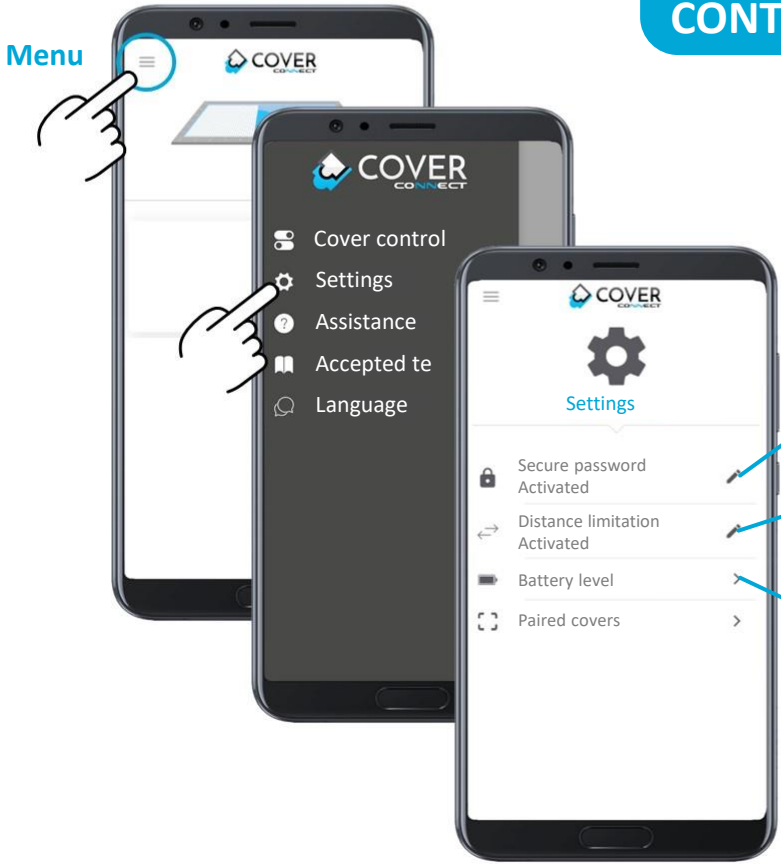 CONT
Menu
COVER
CONNECT
COVER
CONNECT
Cover control
Settings
Assistance
Accepted te
Language
COVER
CONNECT
Settings
Secure password
Activated
Distance limitation
Activated
Battery level
Paired covers